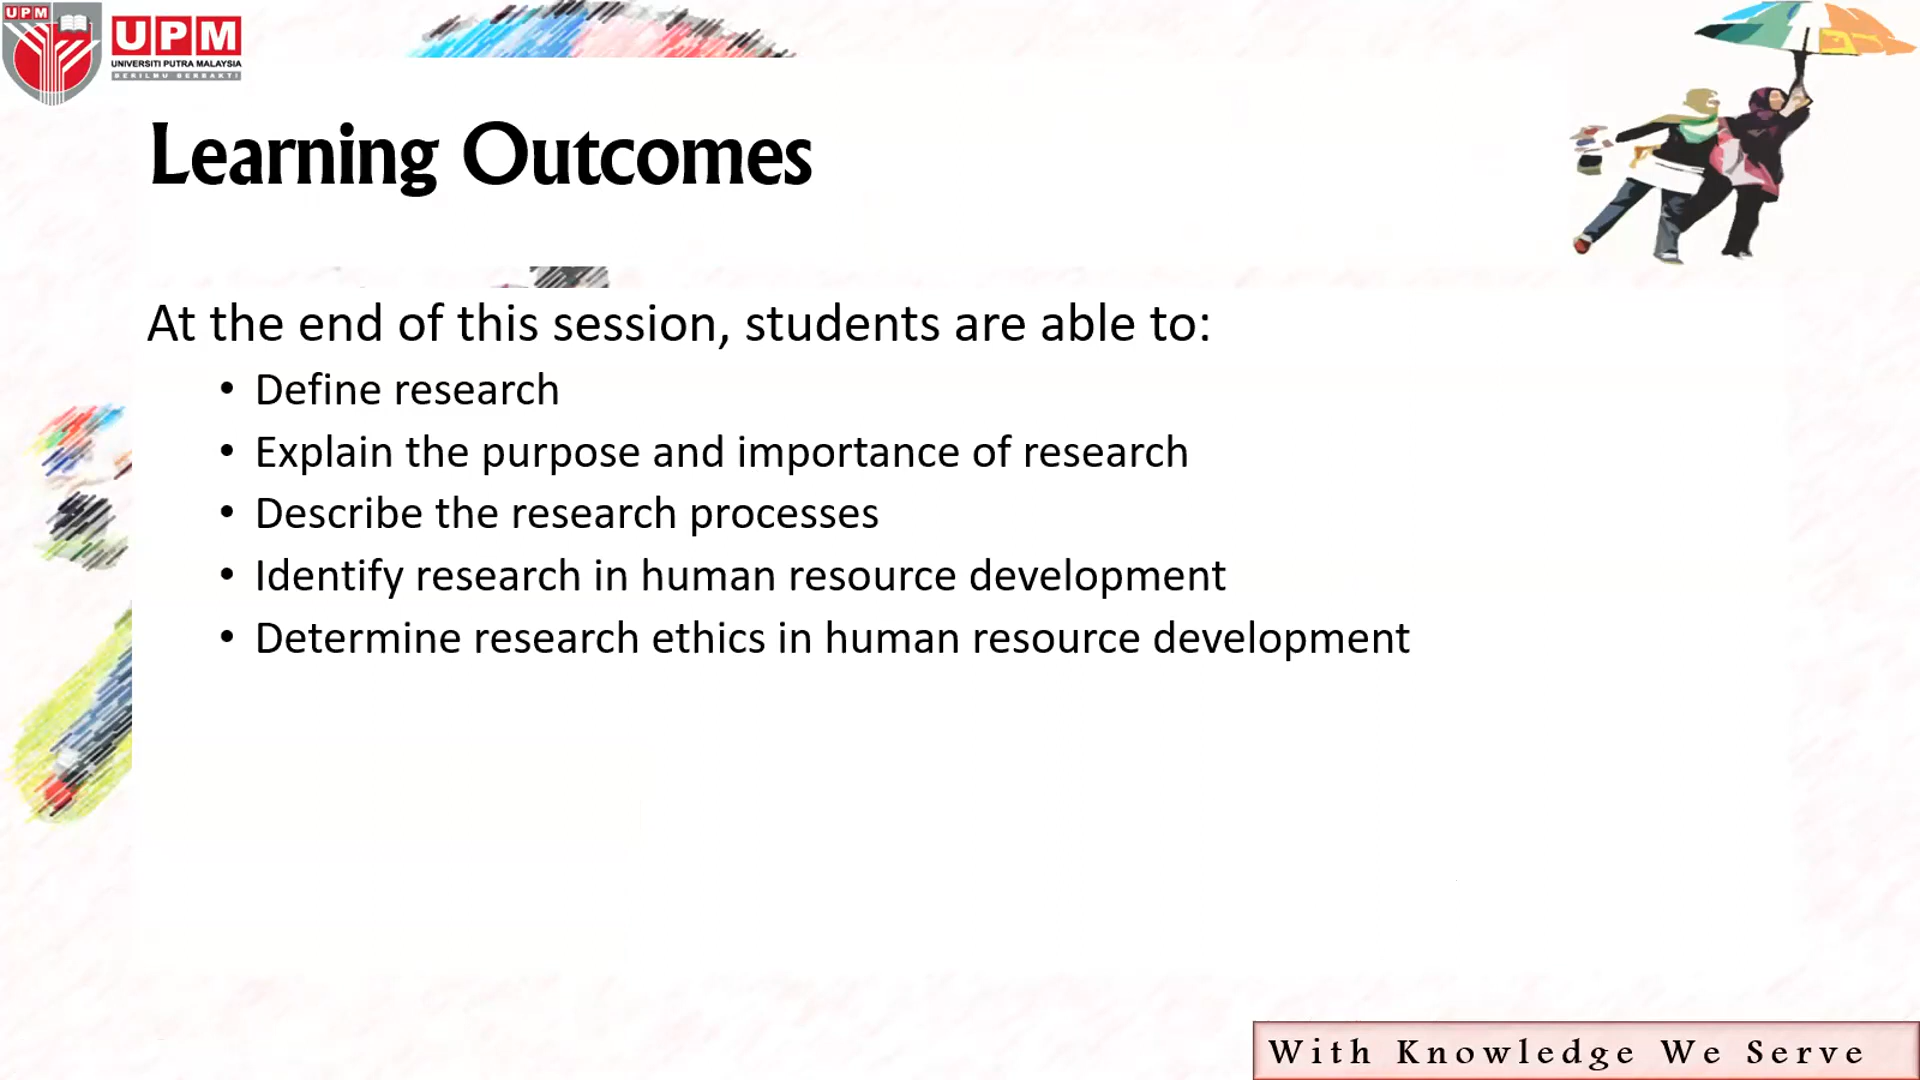 UPM
UPM
UNIVERSITI PUTRA MALAYSIA
BERILMU BERBAKTI
Learning Outcomes
At the end of this session, students are able to:
• Define research
• Explain the purpose and importance of research
• Describe the research processes
• Identify research in human resource development
• Determine research ethics in human resource development
With Knowledge We Serve